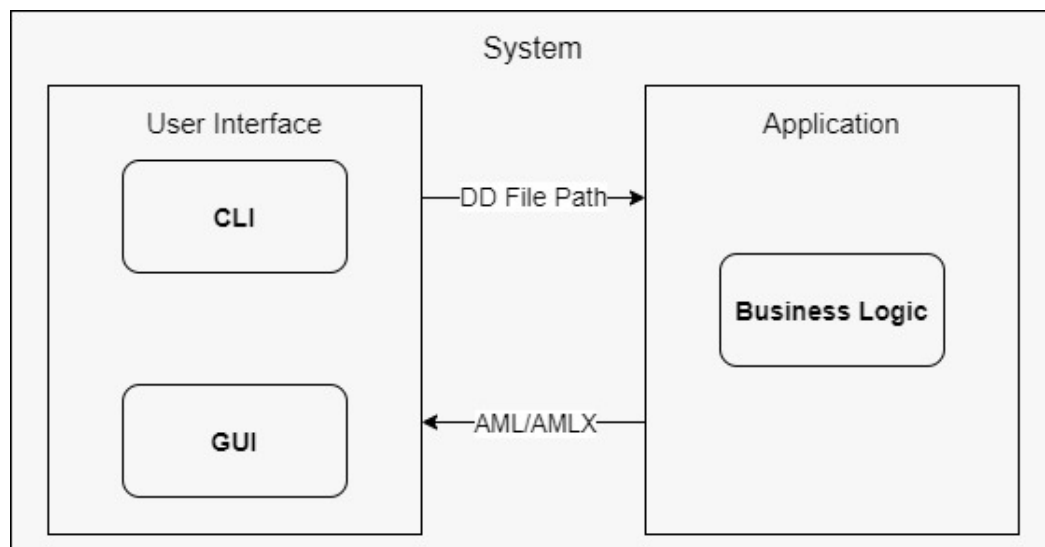 System
User Interface
Application
CLI
DD File Path
Business Logic
AML/AMLX
GUI